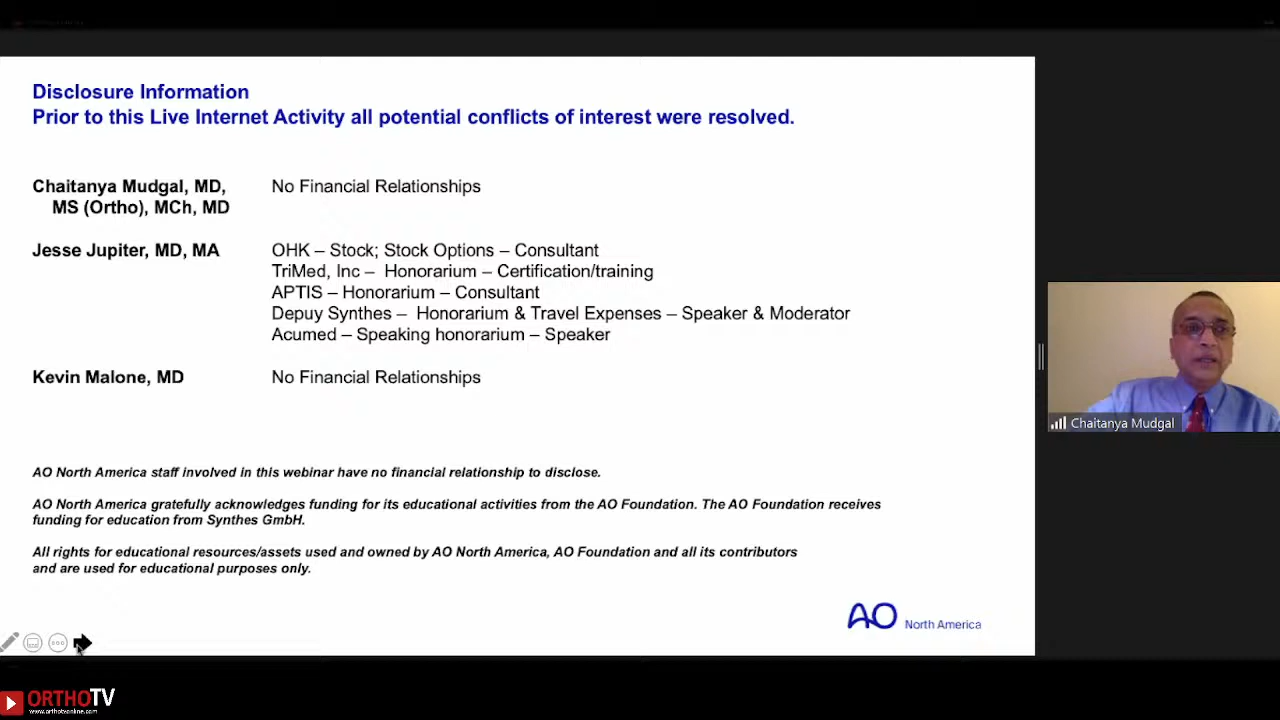 Disclosure Information
Prior to this Live Internet Activity all potential conflicts of interest were resolved.
Chaitanya Mudgal, MD, No Financial Relationships
MS (Ortho), MCh, MD
Jesse Jupiter, MD, MA OHK – Stock; Stock Options – Consultant
TriMed, Inc – Honorarium – Certification/training
APTIS – Honorarium – Consultant
Depuy Synthes – Honorarium & Travel Expenses – Speaker & Moderator
Acumed – Speaking honorarium – Speaker
Kevin Malone, MD No Financial Relationships
Chaitanya Mudgal
AO North America staff involved in this webinar have no financial relationship to disclose.
AO North America gratefully acknowledges funding for its educational activities from the AO Foundation. The AO Foundation receives
funding for education from Synthes GmbH.
All rights for educational resources/assets used and owned by AO North America, AO Foundation and all its contributors
and are used for educational purposes only.
AO North America
ORTHOTV
www.orthotvonline.com